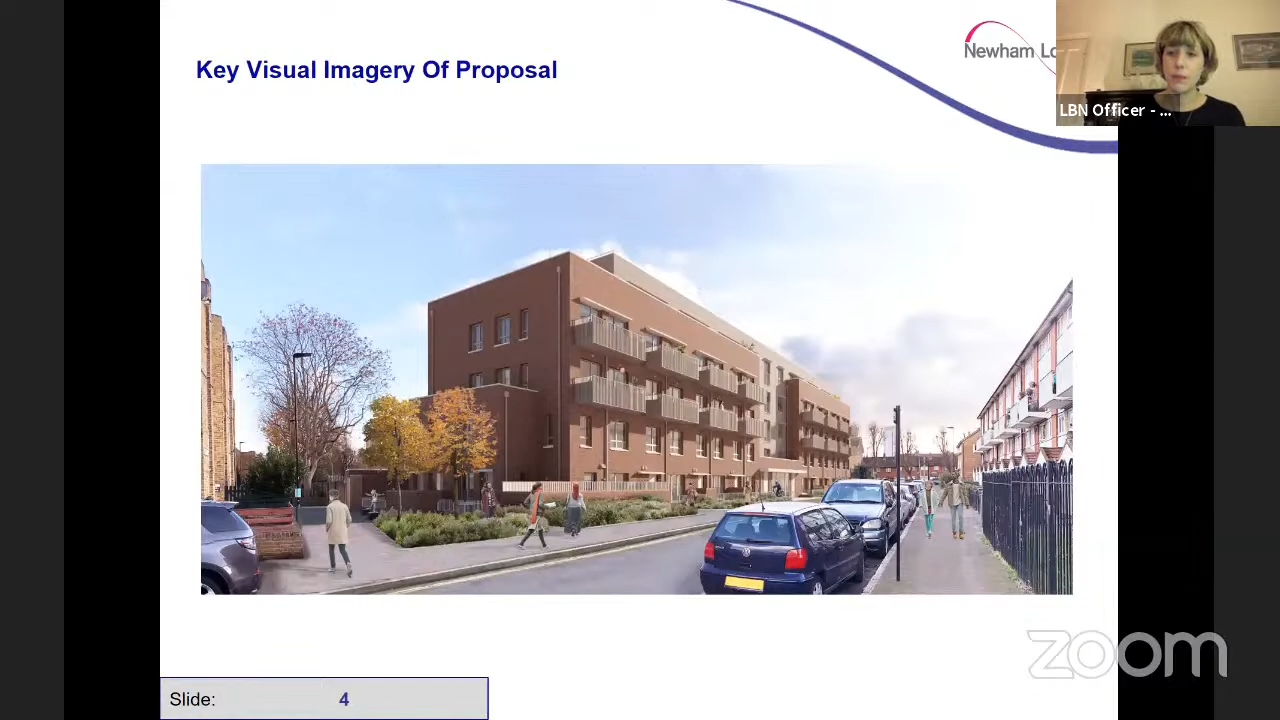 Key Visual Imagery Of Proposal
Newham Lo
LBN Officer - ...
zoom
Slide: 4